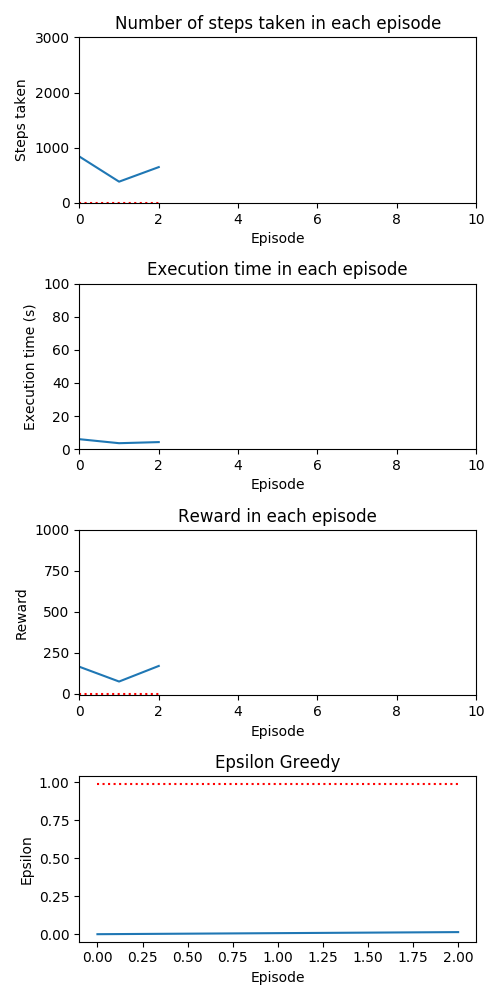 Number of steps taken in each episode
3000
2000
1000
0
Steps taken
0 2 4 6 8 10
Episode
Execution time in each episode
100
80
60
40
20
0
Execution time (s)
0 2 4 6 8 10
Episode
Reward in each episode
1000
750
500
250
0
Reward
0 2 4 6 8 10
Episode
Epsilon Greedy
1.00
0.75
0.50
0.25
0.00
Epsilon
0.00 0.25 0.50 0.75 1.00 1.25 1.50 1.75 2.00
Episode